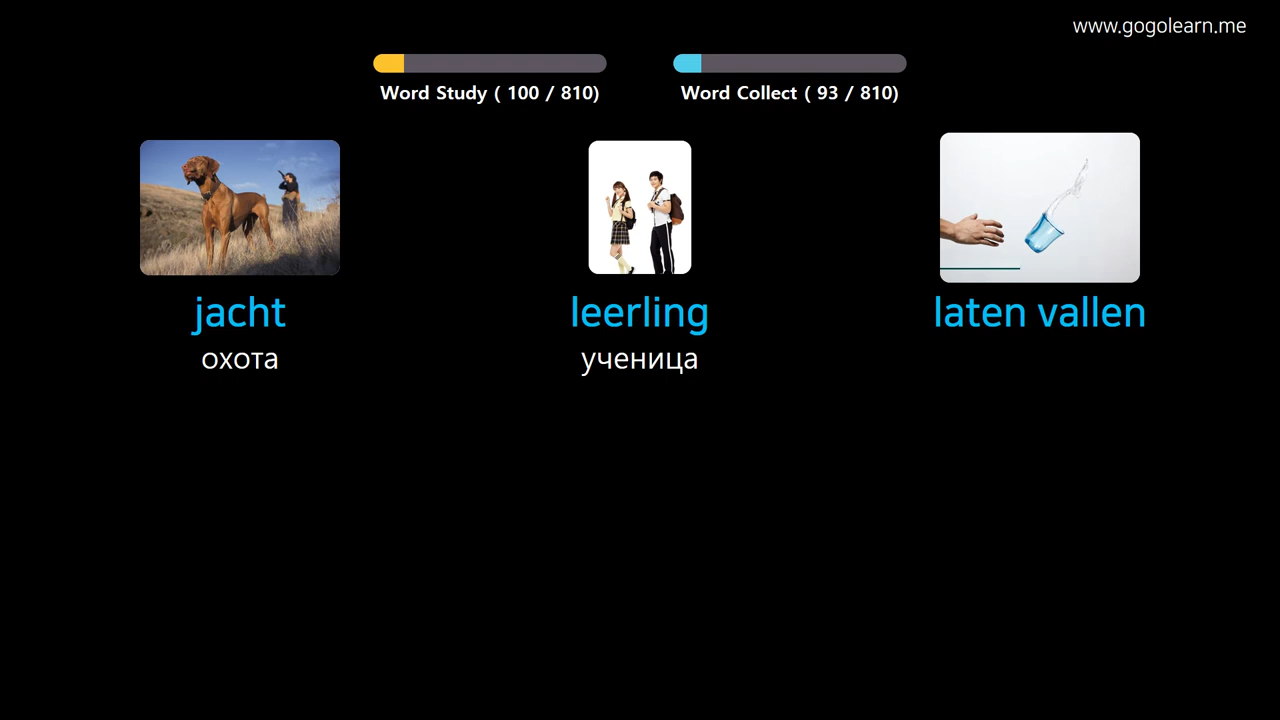 www.gogolearn.me
Word Study ( 100 / 810)
Word Collect ( 93 / 810)
jacht
охота
leerling
ученица
laten vallen